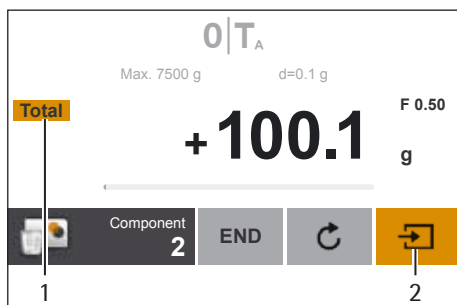 0|TA
Max. 7500 g d=0.1 g
Total +100.1 F 0.50
g
Component
2 END
1 2